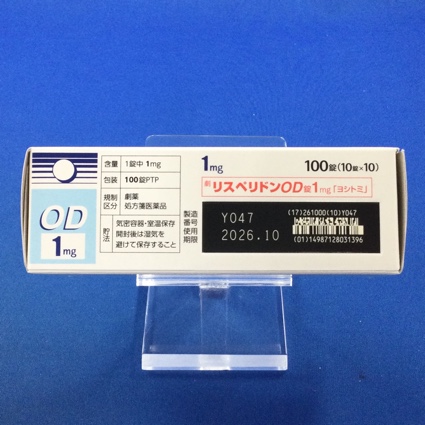 OD
1mg
含量 1錠中 1mg
包装 100錠PTP
規制区分 劇薬 処方箋医薬品
貯法 気密容器・室温保存 開封後は湿気を避けて保存すること
1mg
100錠(10錠×10)
リスペリドンOD錠1mg「ヨシトミ」
製造番号 Y047
使用期限 2026.10
(17)261000(10)Y047
(01)14987128031396